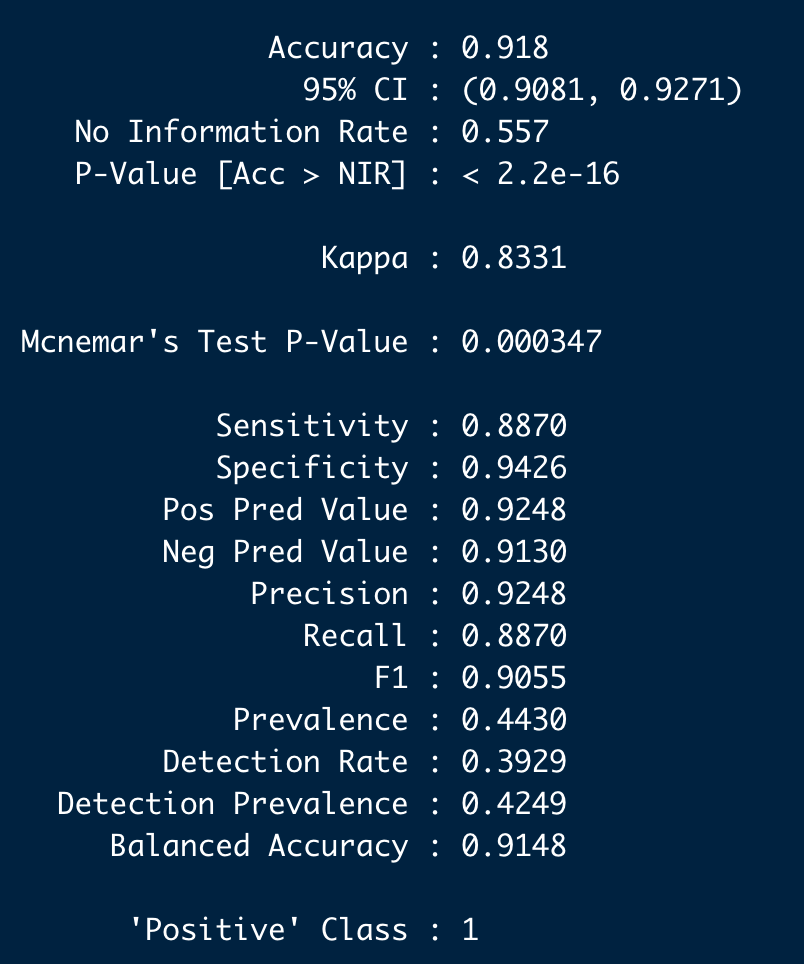 Accuracy : 0.918
95% CI : (0.9081, 0.9271)
No Information Rate : 0.557
P-Value [Acc > NIR] : < 2.2e-16
Kappa : 0.8331
Mcnemar's Test P-Value : 0.000347
Sensitivity : 0.8870
Specificity : 0.9426
Pos Pred Value : 0.9248
Neg Pred Value : 0.9130
Precision : 0.9248
Recall : 0.8870
F1 : 0.9055
Prevalence : 0.4430
Detection Rate : 0.3929
Detection Prevalence : 0.4249
Balanced Accuracy : 0.9148
'Positive' Class : 1